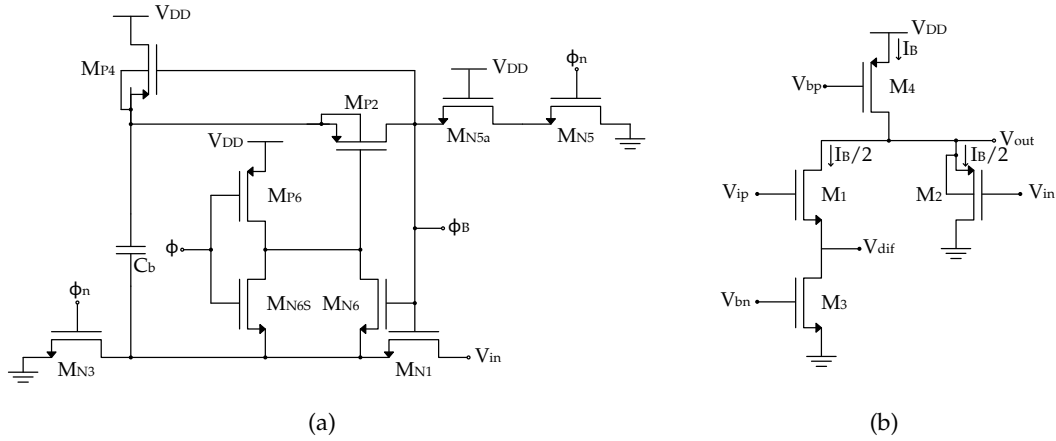 VDD
MP4
MP2
VDD
ϕn
MN5a
MN5
VDD
MP6
ϕ
ϕB
Cb
MN6S
MN6
ϕn
MN3
MN1
Vin
(a)
VDD
IB
Vbp
M4
Vout
IB/2
IB/2
Vip
M1
M2
Vin
Vdif
Vbn
M3
(b)